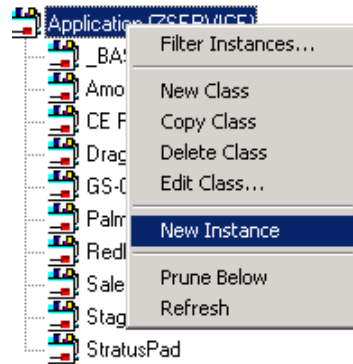 Application (ZSERVICE)
Filter Instances...
New Class
Copy Class
Delete Class
Edit Class...
New Instance
Prune Below
Refresh
_BAS
Amo
CE F
Drag
GS-C
Palm
Redl
Sale
Stag
StratusPad